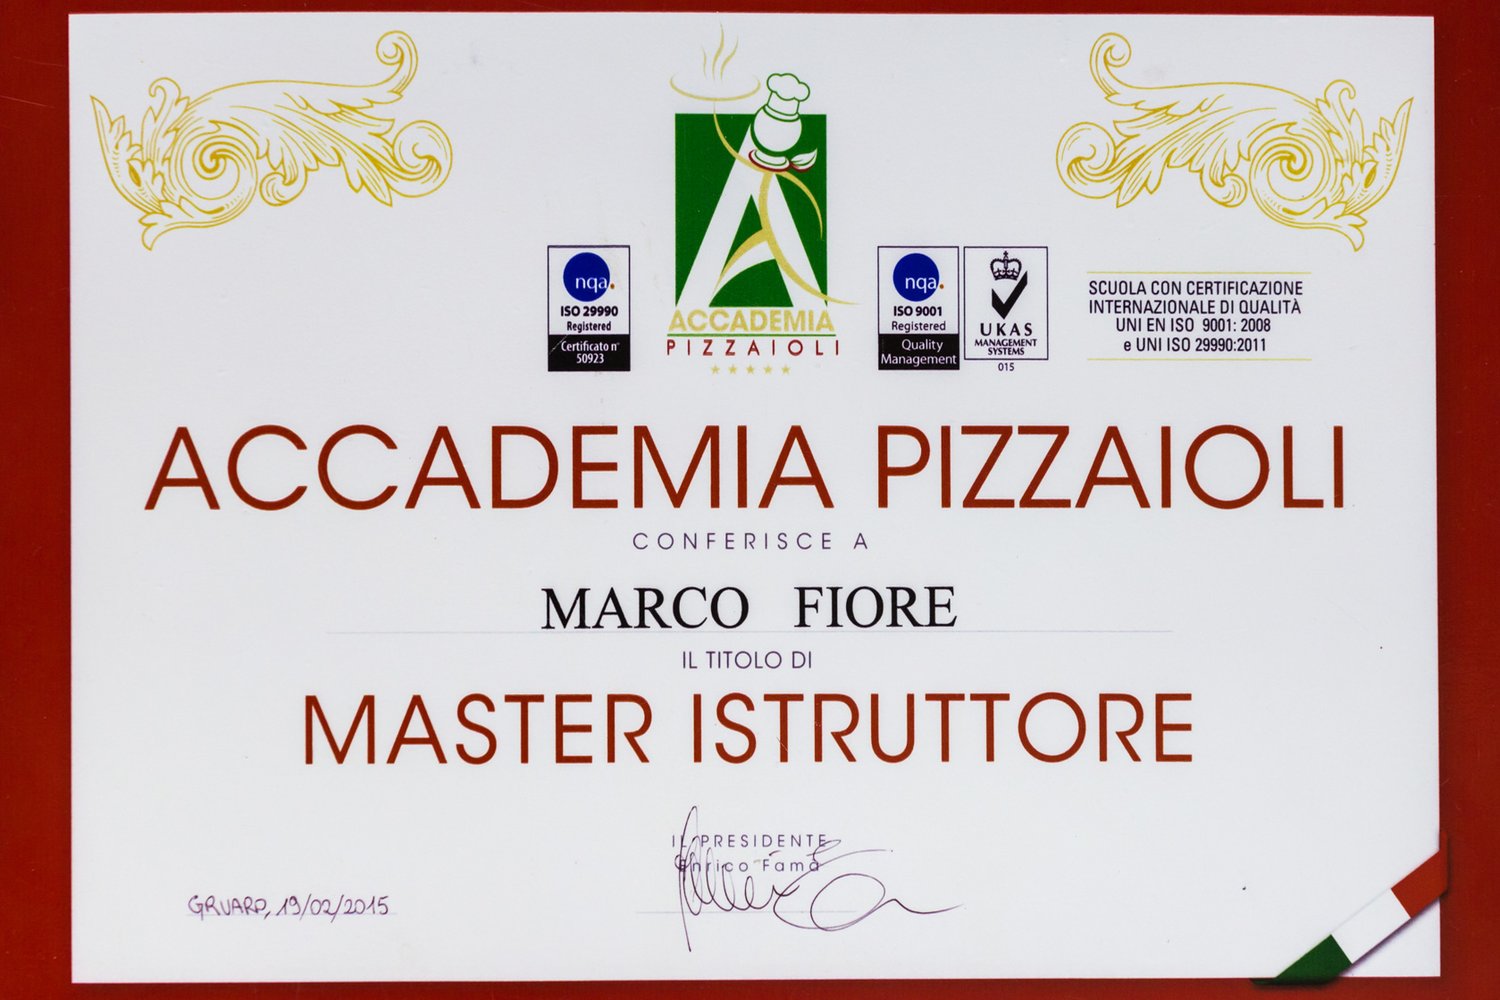 ACCADEMIA
PIZZAIOLI
nqa.
ISO 29990
Registered
Certificato n°
50923
nqa.
ISO 9001
Registered
Quality
Management
UKAS
MANAGEMENT
SYSTEMS
015
SCUOLA CON CERTIFICAZIONE
INTERNAZIONALE DI QUALITÀ
UNI EN ISO 9001: 2008
e UNI ISO 29990:2011
ACCADEMIA PIZZAIOLI
CONFERISCE A
MARCO FIORE
IL TITOLO DI
MASTER ISTRUTTORE
IL PRESIDENTE
Enrico Famà
GRUARO, 19/02/2015